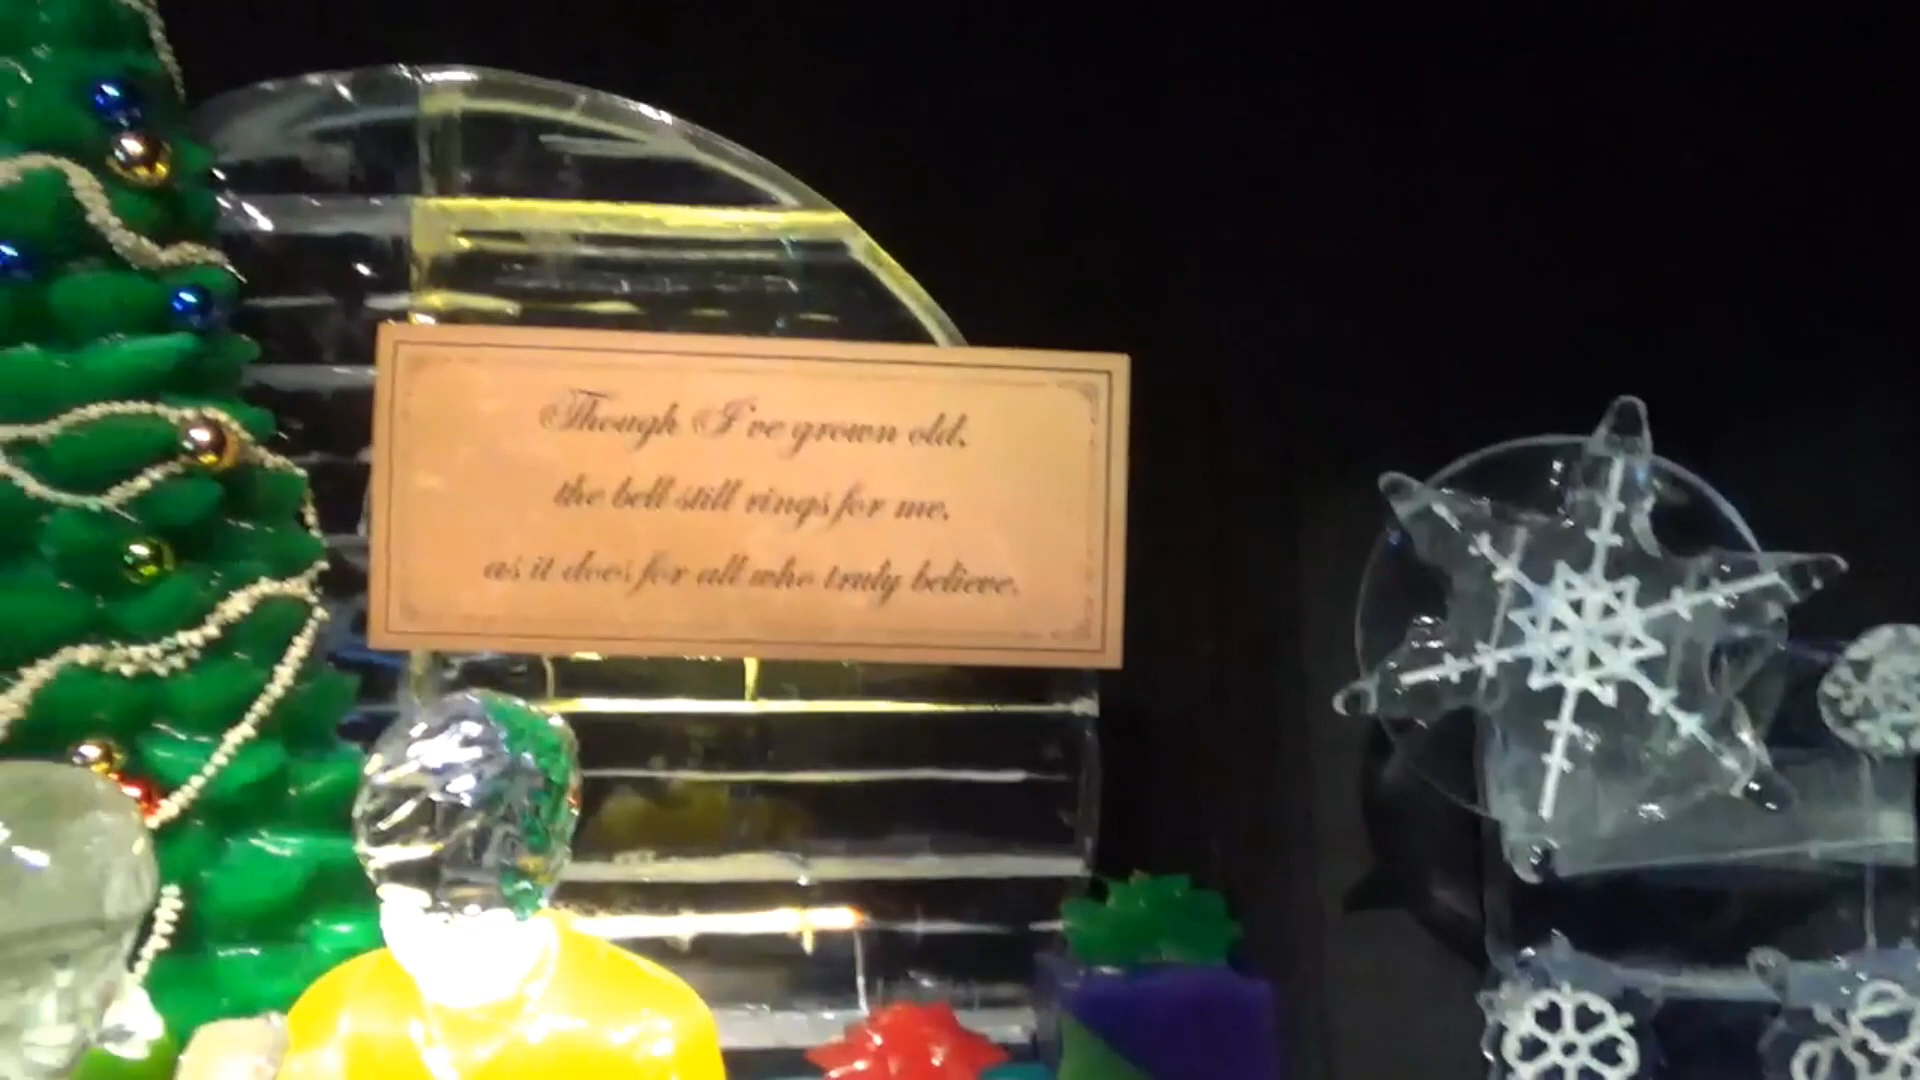 Though I've grown old,
the bell still rings for me,
as it does for all who truly believe.